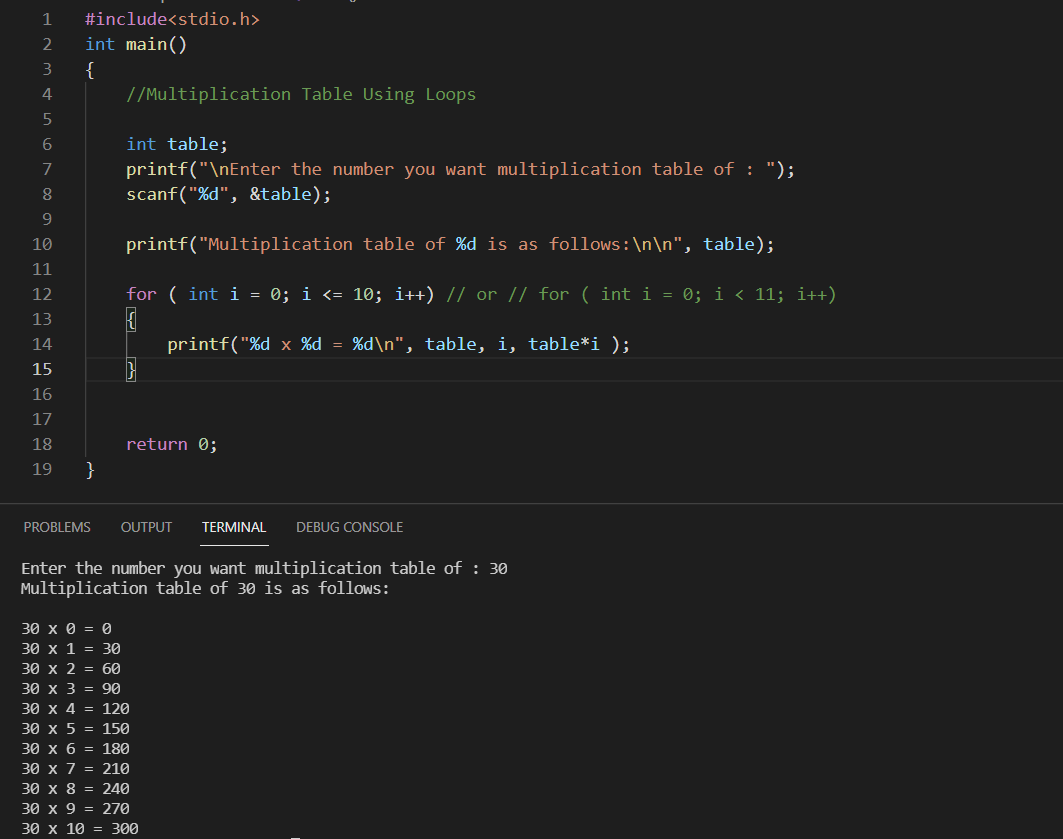 1 #include<stdio.h>
2 int main()
3 {
4 //Multiplication Table Using Loops
5
6 int table;
7 printf("\nEnter the number you want multiplication table of : ");
8 scanf("%d", &table);
9
10 printf("Multiplication table of %d is as follows:\n\n", table);
11
12 for ( int i = 0; i <= 10; i++) // or // for ( int i = 0; i < 11; i++)
13 {
14 printf("%d x %d = %d\n", table, i, table*i );
15 }
16
17
18 return 0;
19 }
PROBLEMS OUTPUT TERMINAL DEBUG CONSOLE
Enter the number you want multiplication table of : 30
Multiplication table of 30 is as follows:
30 x 0 = 0
30 x 1 = 30
30 x 2 = 60
30 x 3 = 90
30 x 4 = 120
30 x 5 = 150
30 x 6 = 180
30 x 7 = 210
30 x 8 = 240
30 x 9 = 270
30 x 10 = 300